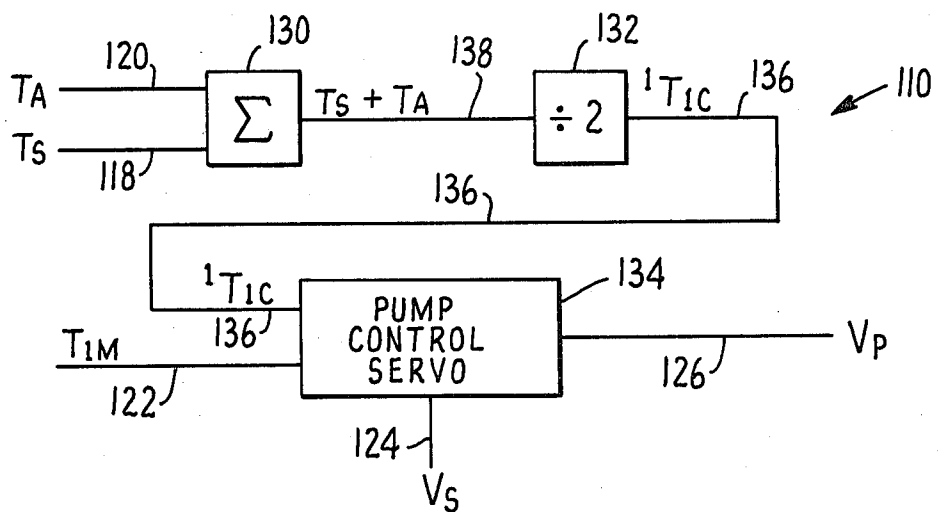 130
132
120
138
¹T1C
136
110
TA
Σ
TS + TA
÷ 2
TS
118
136
¹T1C
134
136
PUMP
CONTROL
SERVO
T1M
VP
122
126
124
VS